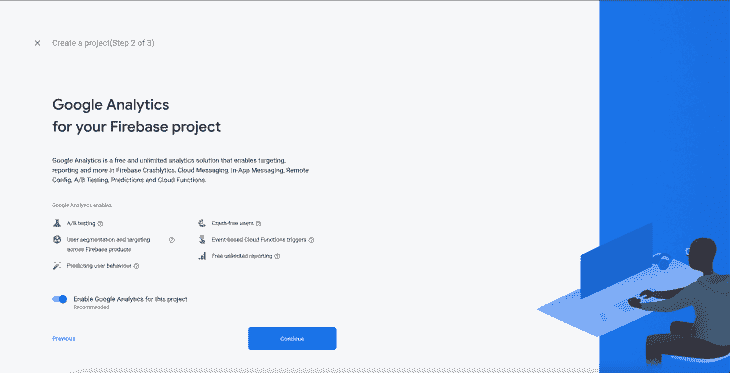 Create a project(Step 2 of 3)
Google Analytics
for your Firebase project
Google Analytics is a free and unlimited analytics solution that enables targeting,
reporting and more in Firebase Crashlytics, Cloud Messaging, In-App Messaging, Remote
Config, A/B Testing, Predictions and Cloud Functions.
Google Analytics enables
A/B testing
Crash-free users
User segmentation and targeting
across Firebase products
Event-based Cloud Functions triggers
Predicting user behaviour
Free unlimited reporting
Enable Google Analytics for this project
Recommended
Previous
Continue